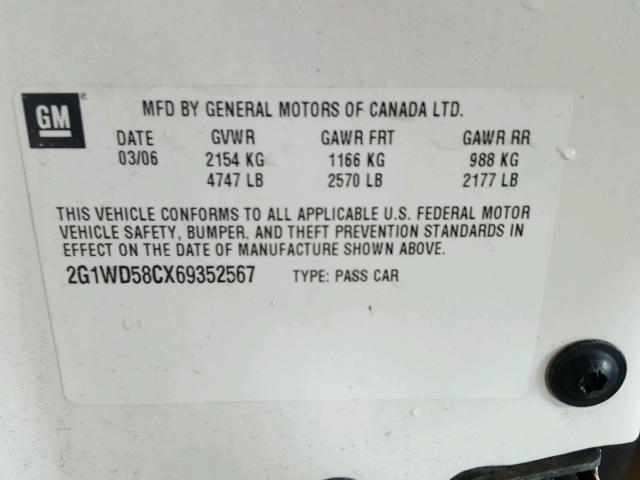 GM
MFD BY GENERAL MOTORS OF CANADA LTD.
DATE GVWR GAWR FRT GAWR RR
03/06 2154 KG 1166 KG 988 KG
4747 LB 2570 LB 2177 LB
THIS VEHICLE CONFORMS TO ALL APPLICABLE U.S. FEDERAL MOTOR
VEHICLE SAFETY, BUMPER, AND THEFT PREVENTION STANDARDS IN
EFFECT ON THE DATE OF MANUFACTURE SHOWN ABOVE.
2G1WD58CX69352567 TYPE: PASS CAR